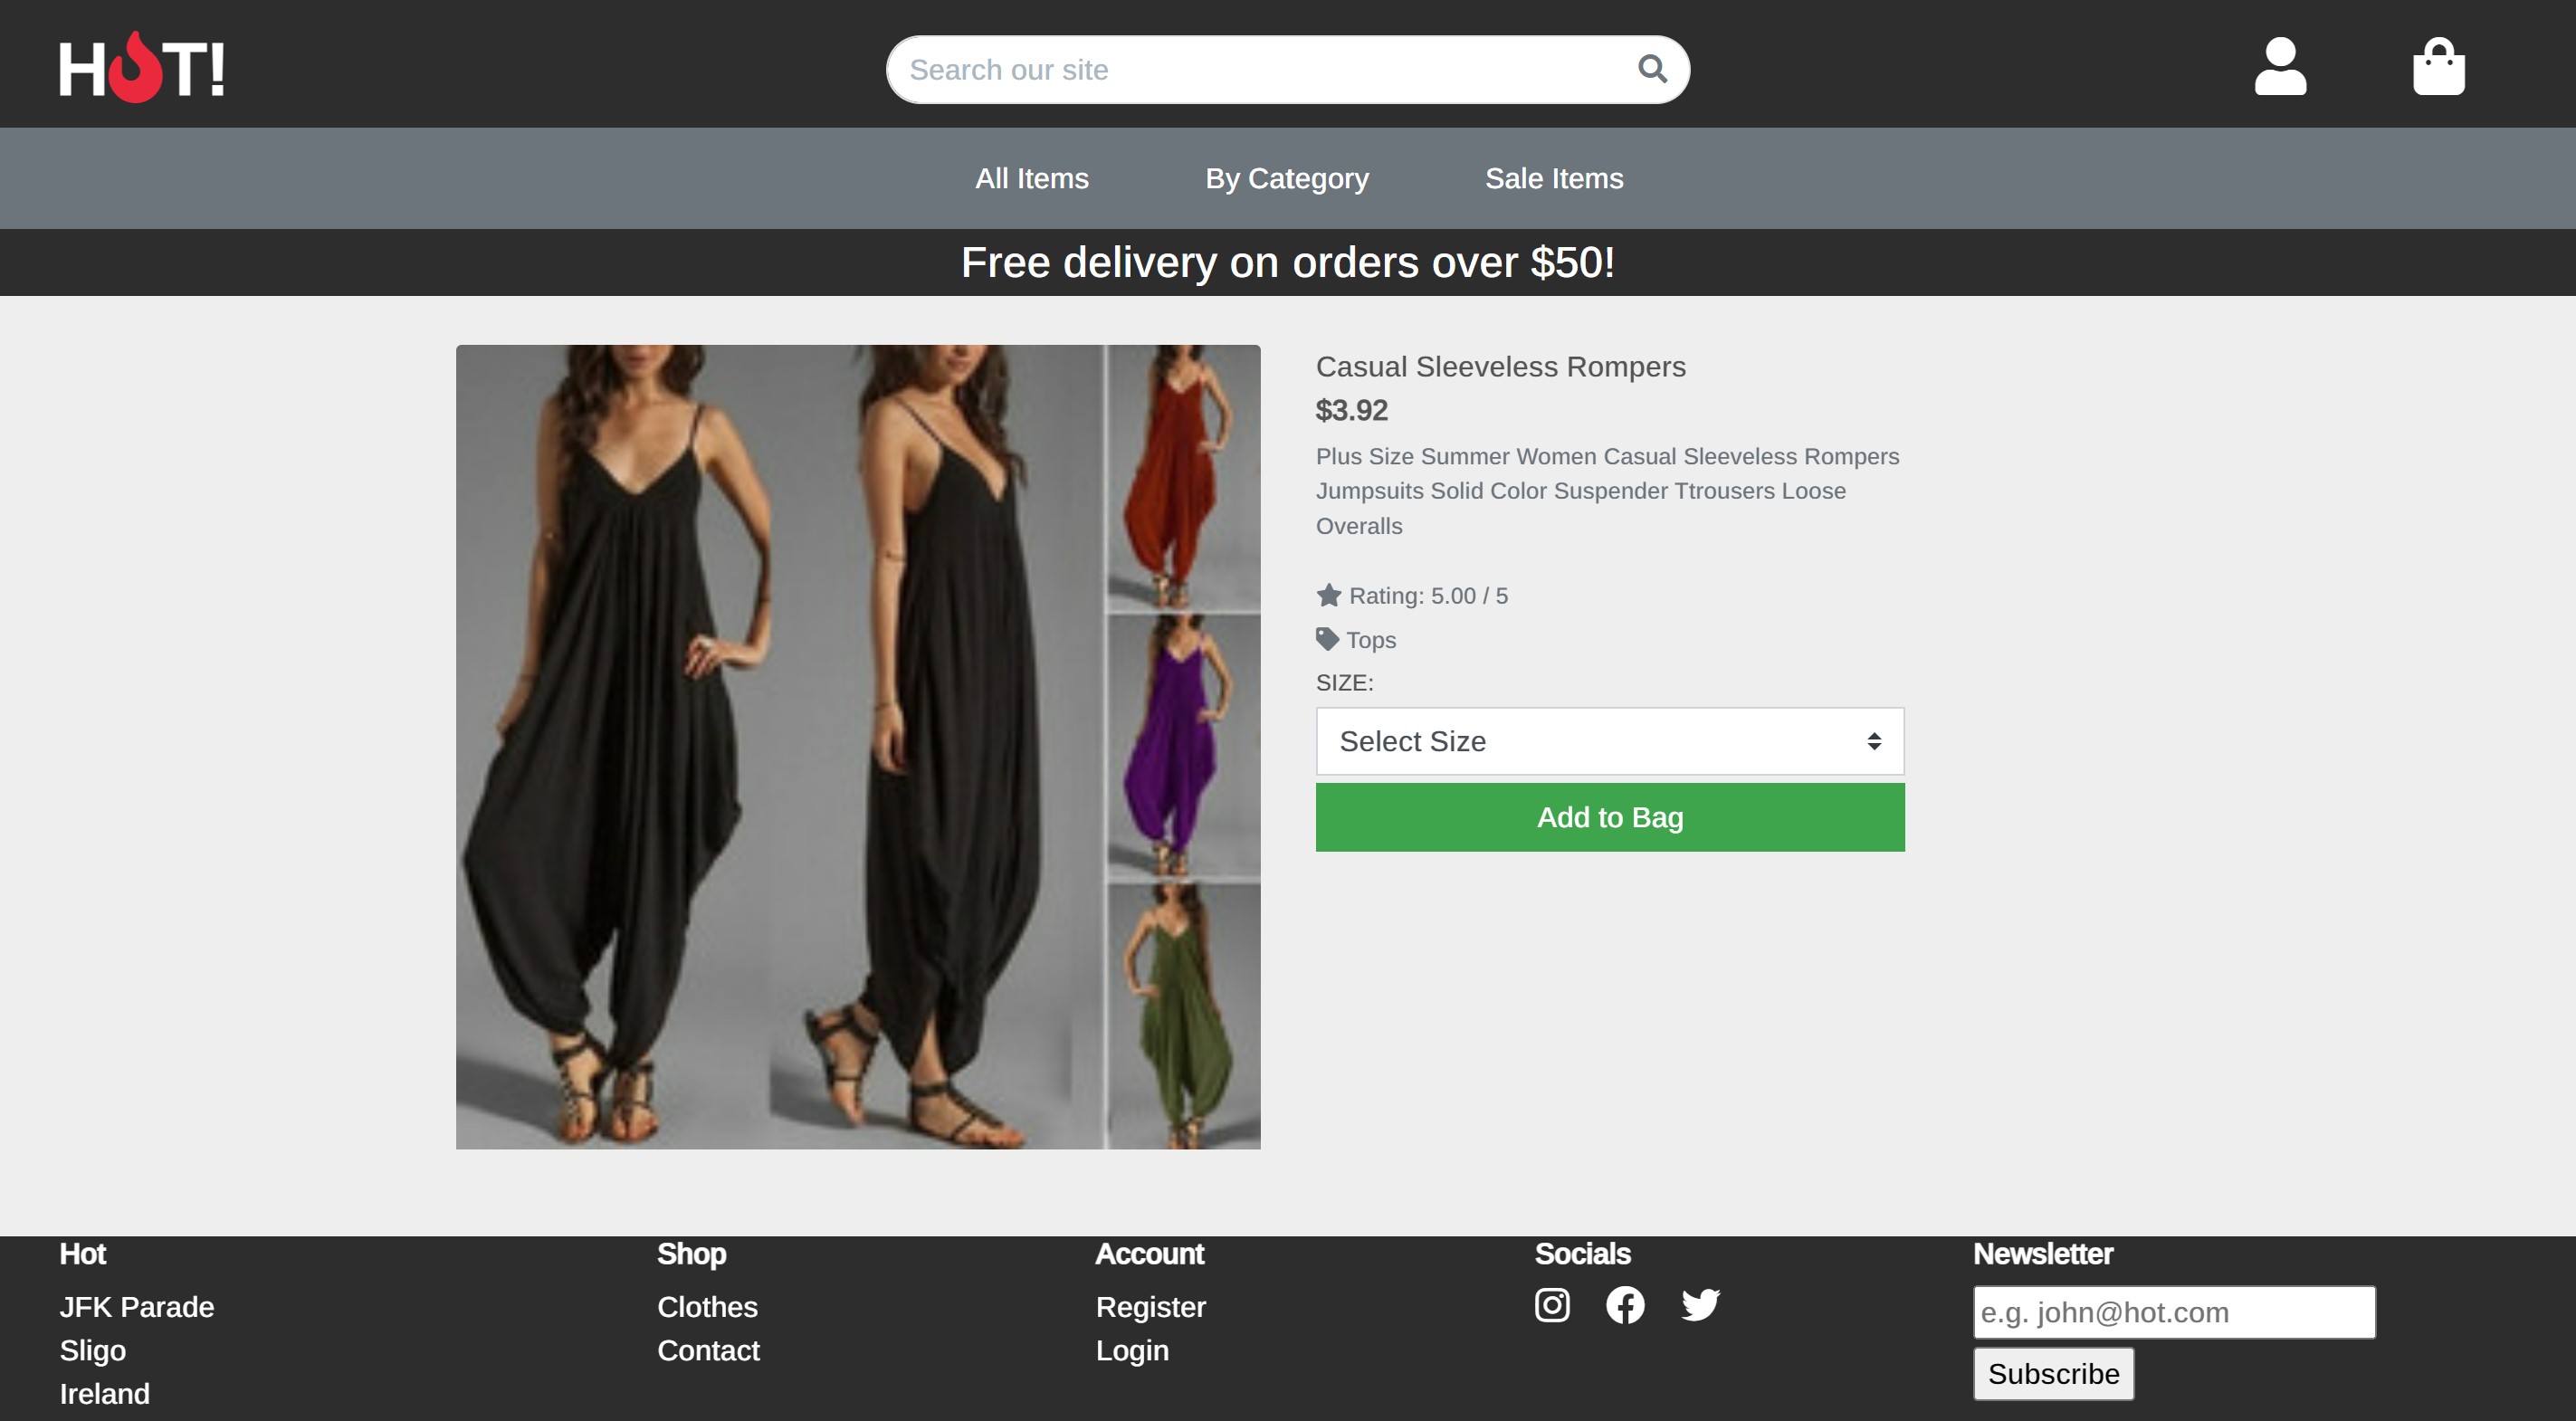 HOT!
Search our site
All Items
By Category
Sale Items
Free delivery on orders over $50!
Casual Sleeveless Rompers
$3.92
Plus Size Summer Women Casual Sleeveless Rompers
Jumpsuits Solid Color Suspender Ttrousers Loose
Overalls
Rating: 5.00 / 5
Tops
SIZE:
Select Size
Add to Bag
Hot
JFK Parade
Sligo
Ireland
Shop
Clothes
Contact
Account
Register
Login
Socials
Newsletter
e.g. john@hot.com
Subscribe